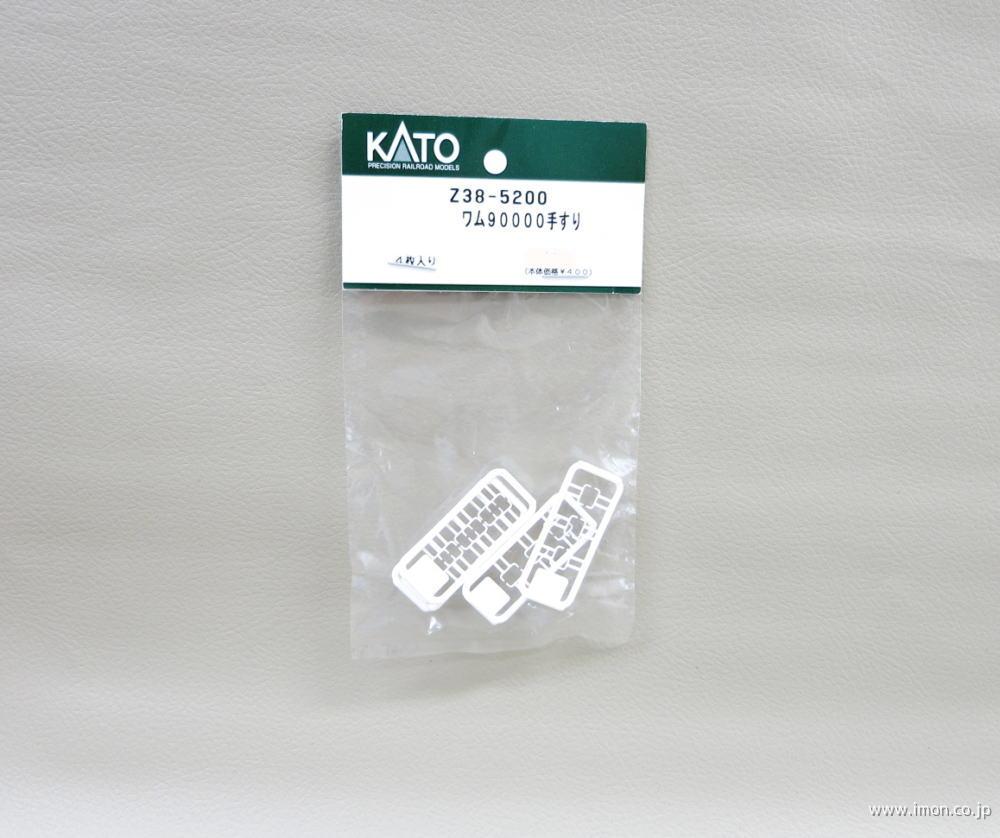 KATO
PRECISION RAILROAD MODELS
Z38-5200
ワム90000手すり
4枚入り
(本体価格¥400)
www.imon.co.jp